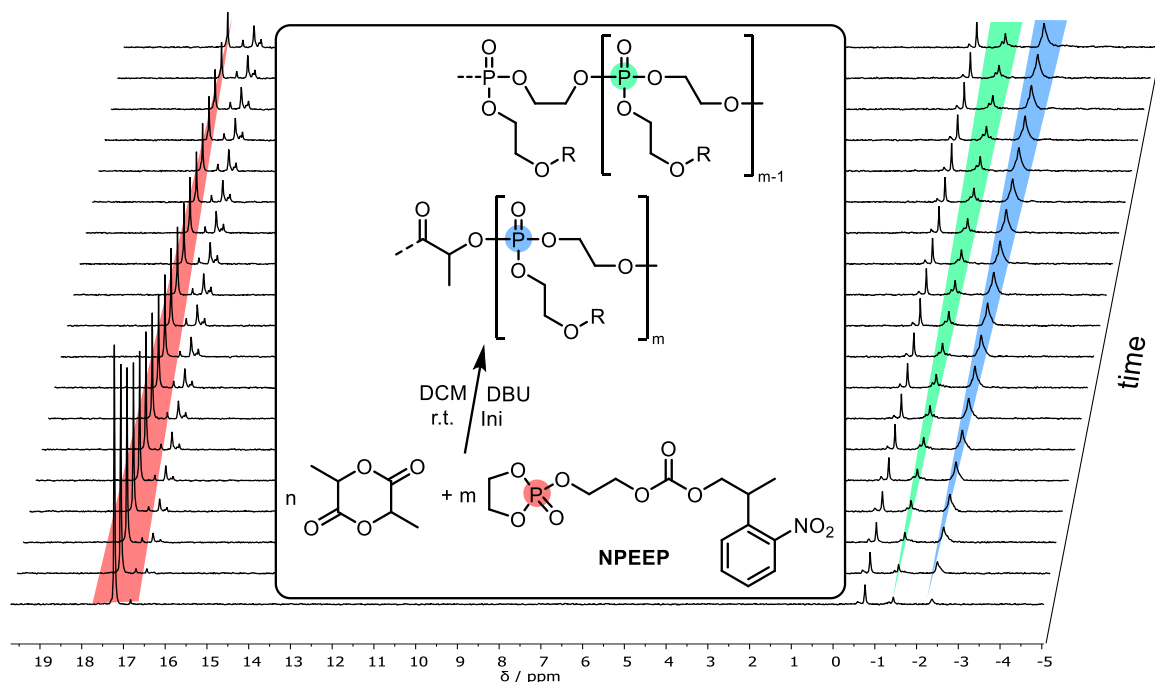 O O
P O O P O
O O O
O O
R R
m-1
O O
O P O
O O
O
R
m
DCM DBU
r.t. Ini
time
n O O O O + m O P O O O O O O O
NO₂
NPEEP
19 18 17 16 15 14 13 12 11 10 9 8 7 6 5 4 3 2 1 0 -1 -2 -3 -4 -5
δ / ppm